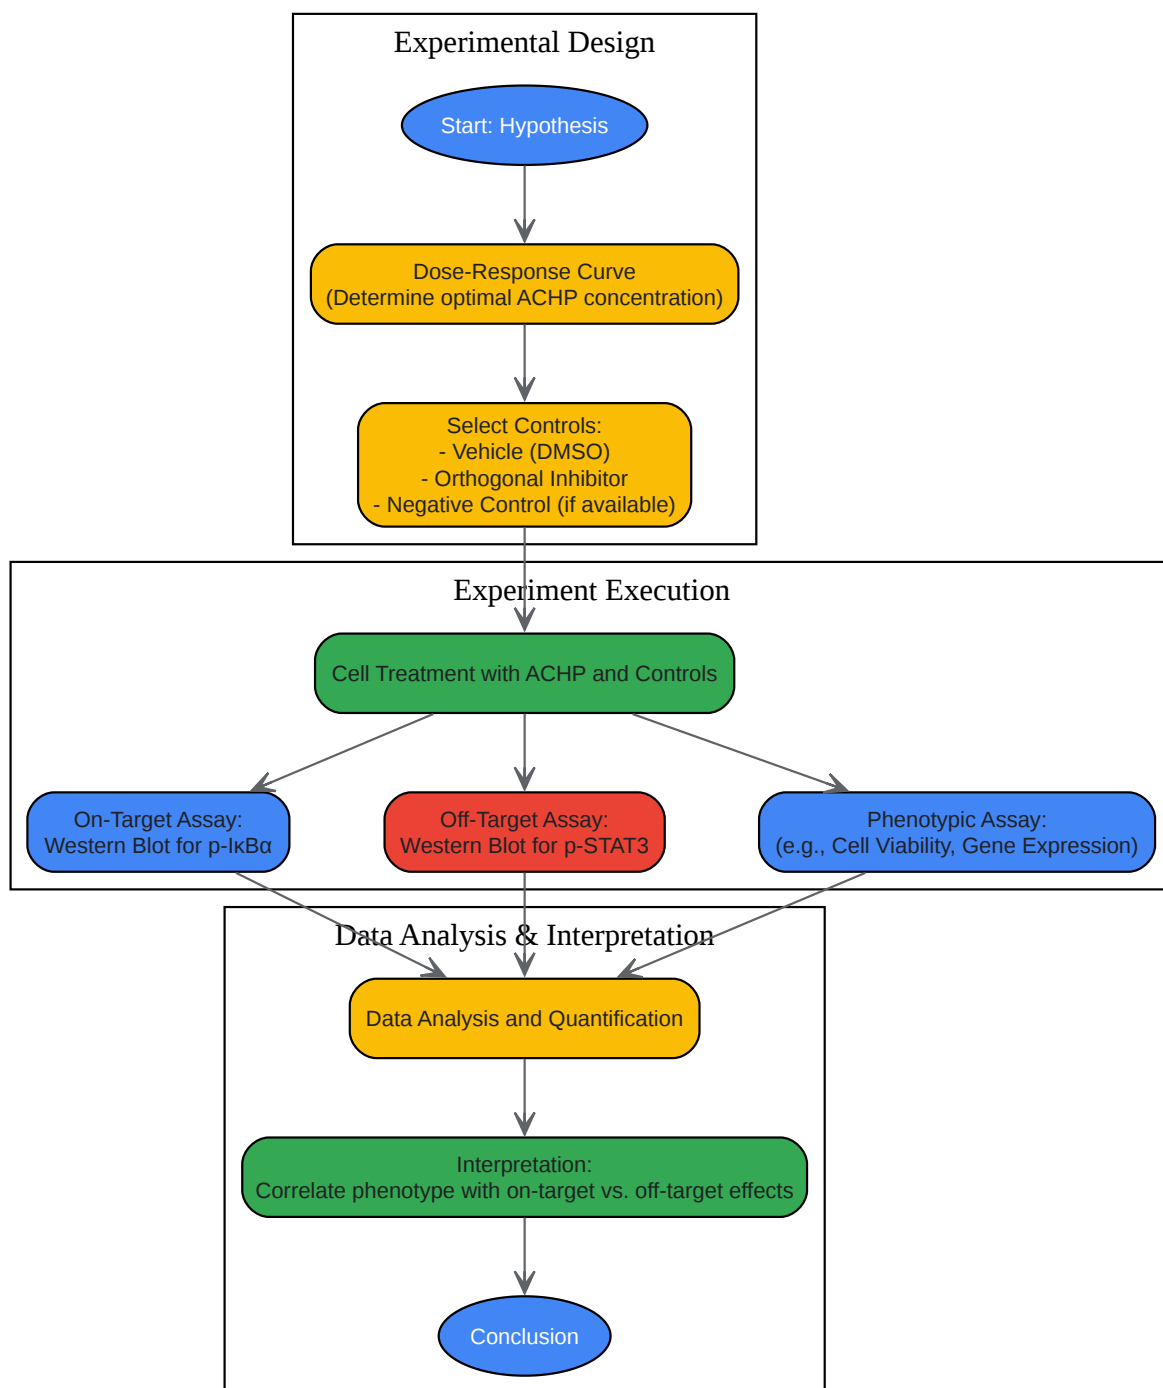 Experimental Design
Start: Hypothesis
Dose-Response Curve
(Determine optimal ACHP concentration)
Select Controls:
- Vehicle (DMSO)
- Orthogonal Inhibitor
- Negative Control (if available)
Experiment Execution
Cell Treatment with ACHP and Controls
On-Target Assay:
Western Blot for p-IκBα
Off-Target Assay:
Western Blot for p-STAT3
Phenotypic Assay:
(e.g., Cell Viability, Gene Expression)
Data Analysis & Interpretation
Data Analysis and Quantification
Interpretation:
Correlate phenotype with on-target vs. off-target effects
Conclusion